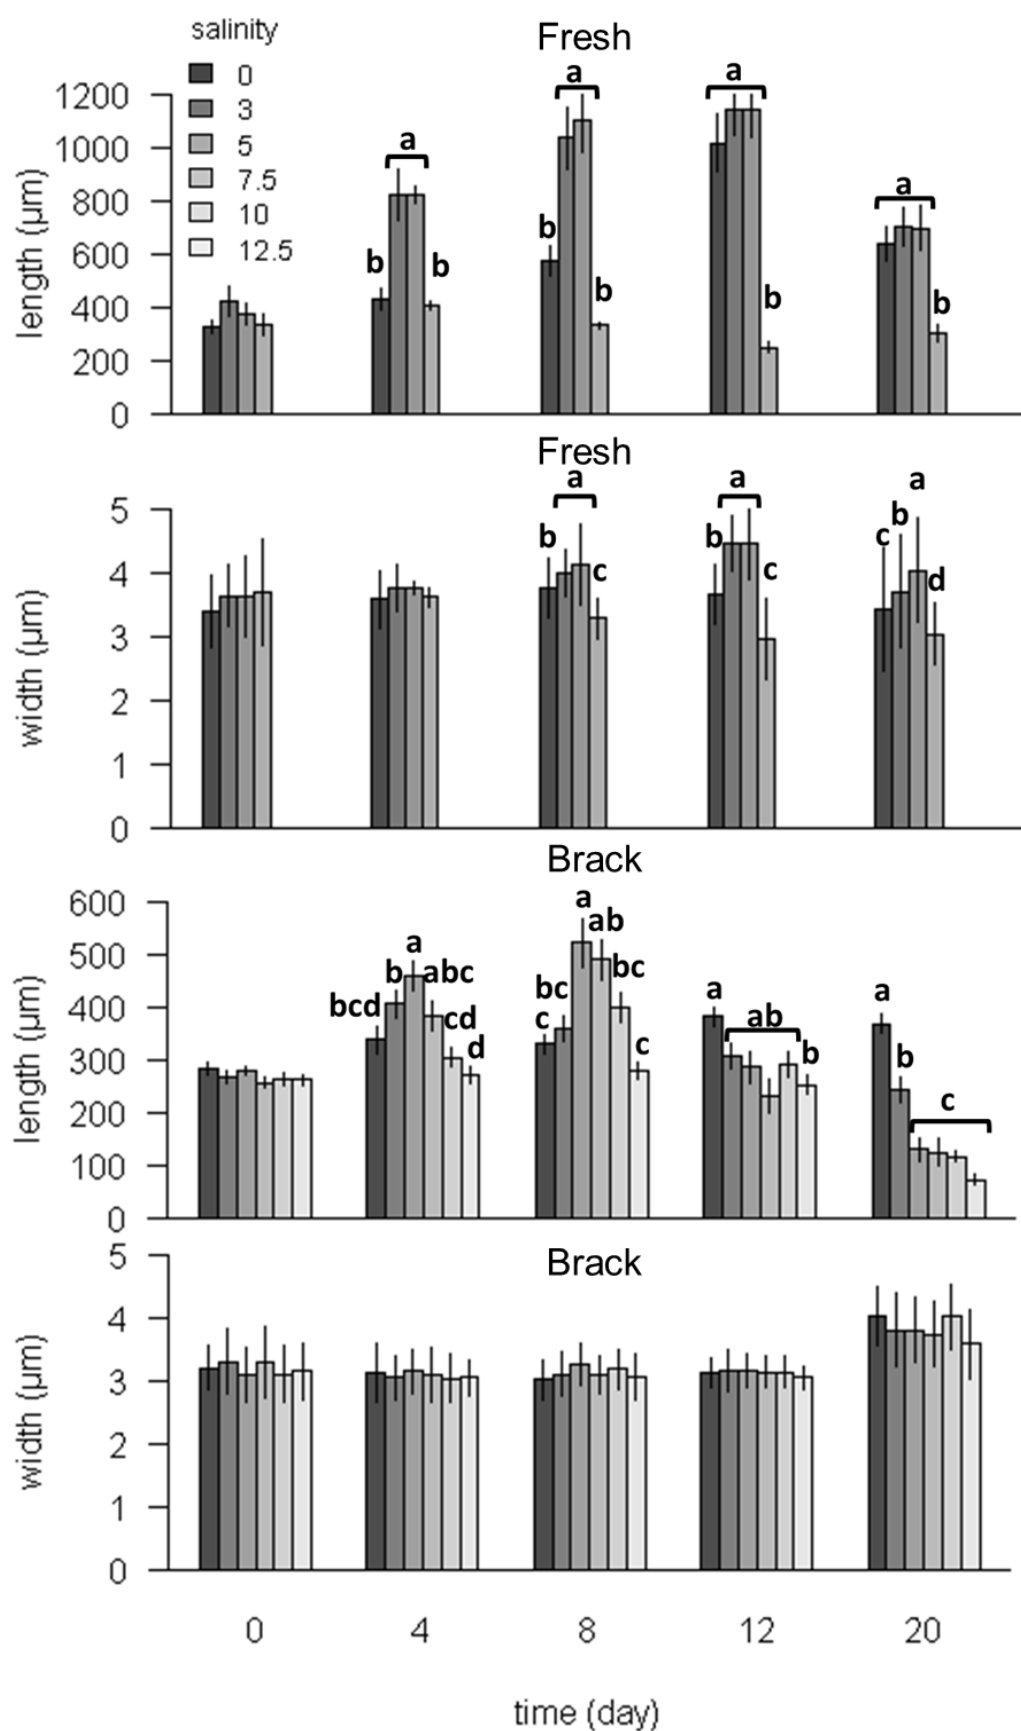 salinity
0
3
5
7.5
10
12.5
Fresh
length (µm)
1200
1000
800
600
400
200
0
b a b
b a b
a b
a b
Fresh
width (µm)
5
4
3
2
1
0
b a c
b a c
c b a d
Brack
length (µm)
600
500
400
300
200
100
0
bcd b a abc cd d
bc c a ab bc c
a ab b
a b c
Brack
width (µm)
5
4
3
2
1
0
0 4 8 12 20
time (day)